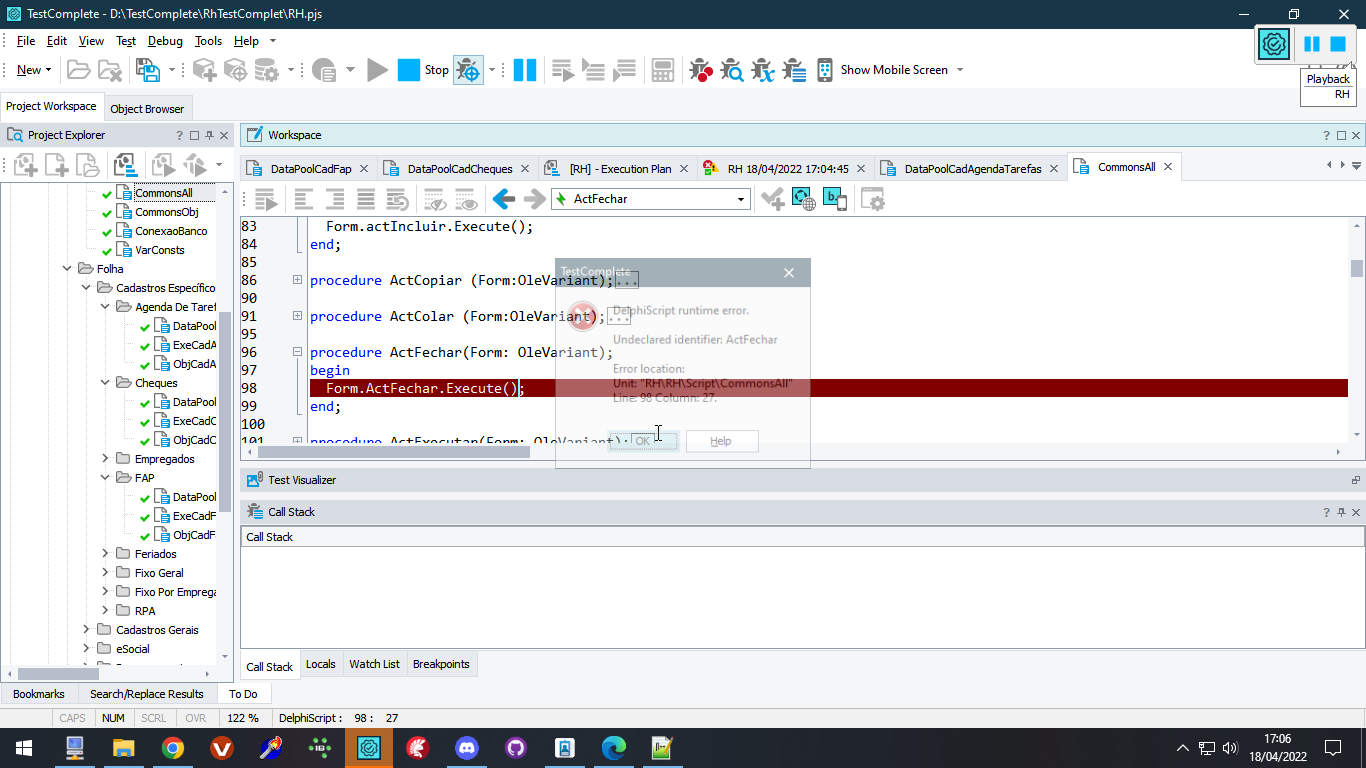 TestComplete - D:\TestComplete\RhTestComplet\RH.pjs
File Edit View Test Debug Tools Help
New Stop Show Mobile Screen
Playback
RH
Project Workspace Object Browser
Project Explorer
Workspace
DataPoolCadFap DataPoolCadCheques [RH] - Execution Plan RH 18/04/2022 17:04:45 DataPoolCadAgendaTarefas CommonsAll
ActFechar
CommonsAll
CommonsObj
ConexaoBanco
VarConsts
Folha
Cadastros Específico
Agenda De Taref
DataPool
ExeCadA
ObjCadA
Cheques
DataPool
ExeCadC
ObjCadC
Empregados
FAP
DataPool
ExeCadF
ObjCadF
Feriados
Fixo Geral
Fixo Por Emprega
RPA
Cadastros Gerais
eSocial
83 Form.actIncluir.Execute();
84 end;
85
86 procedure ActCopiar (Form:OleVariant);...
90
91 procedure ActColar (Form:OleVariant);...
95
96 procedure ActFechar(Form: OleVariant);
97 begin
98 Form.ActFechar.Execute();
99 end;
100
101 procedure ActExecutar(Form: OleVariant);
TestComplete
DelphiScript runtime error.
Undeclared identifier: ActFechar
Error location:
Unit: "RH\RH\Script\CommonsAll"
Line: 98 Column: 27.
OK Help
Test Visualizer
Call Stack
Call Stack
Call Stack Locals Watch List Breakpoints
Bookmarks Search/Replace Results To Do
CAPS NUM SCRL OVR 122 % DelphiScript : 98 : 27
17:06
18/04/2022